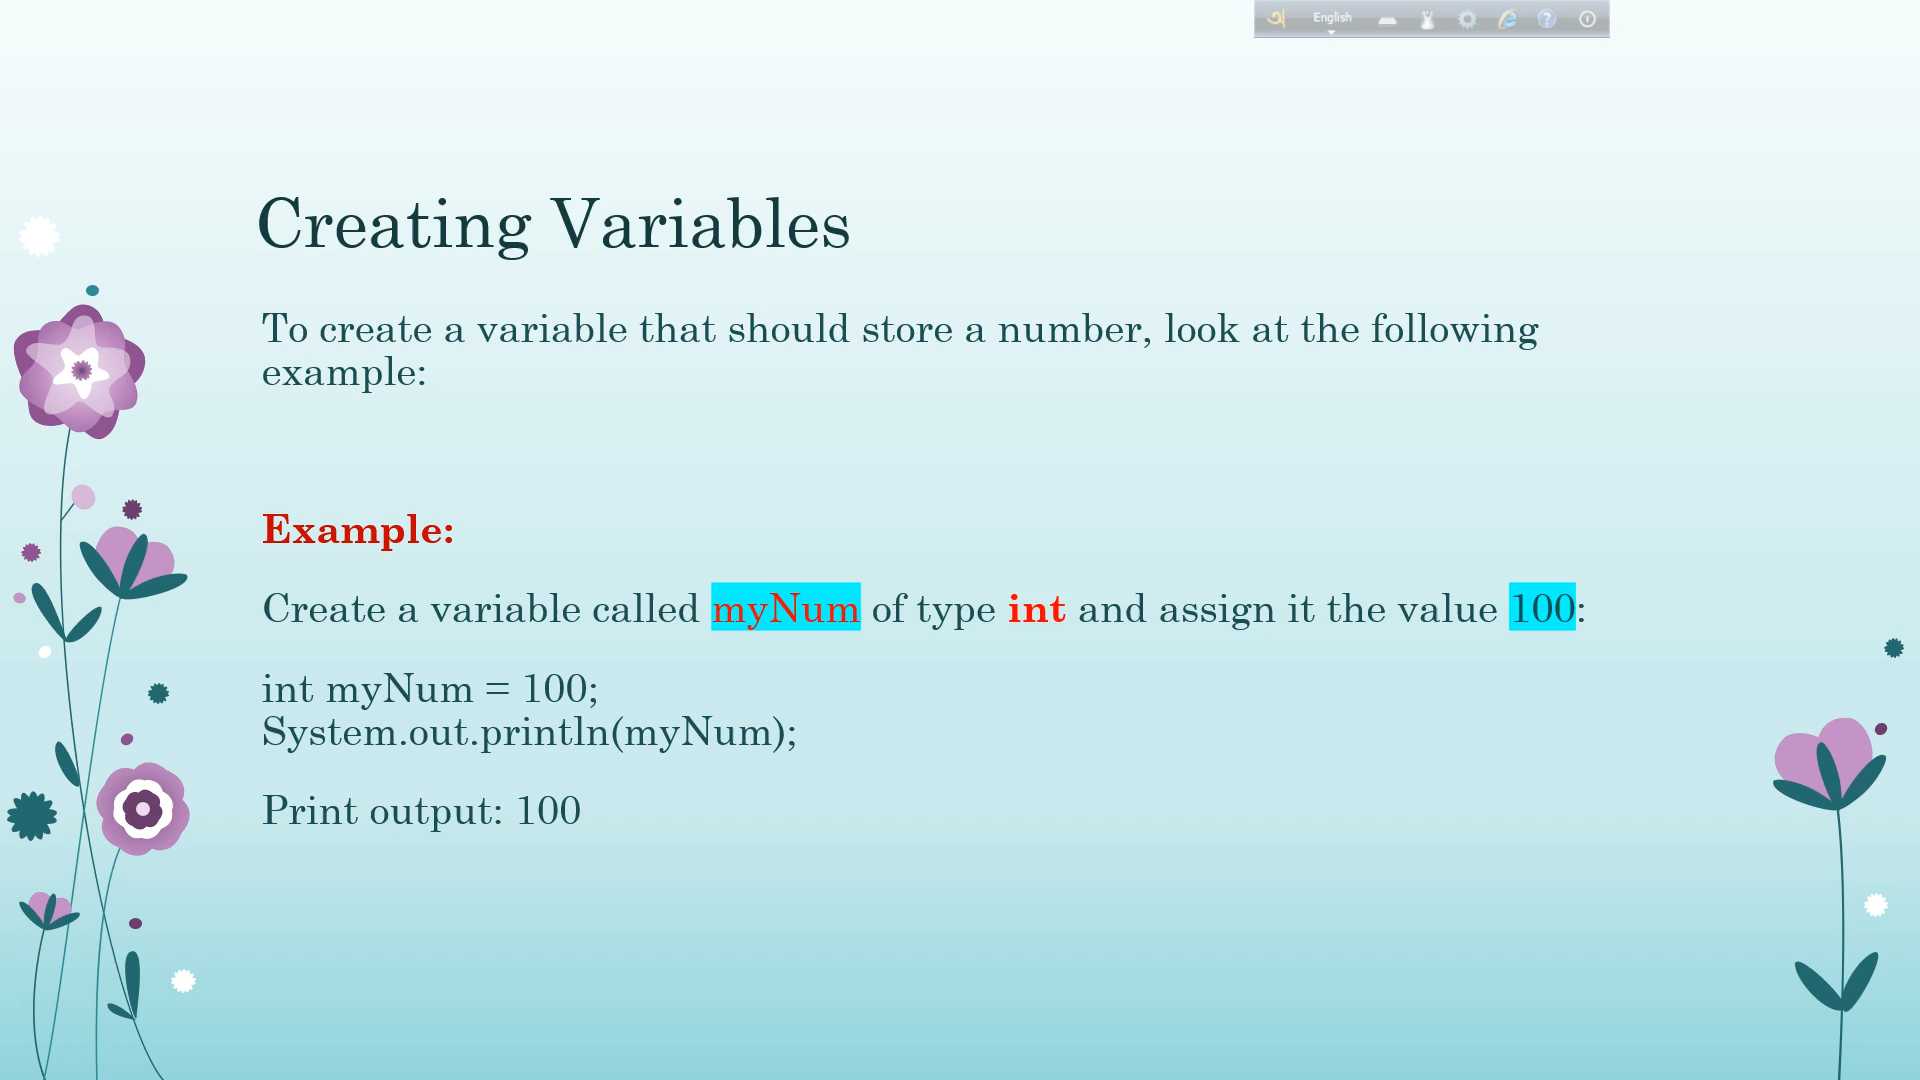 English
Creating Variables
To create a variable that should store a number, look at the following
example:
Example:
Create a variable called myNum of type int and assign it the value 100:
int myNum = 100;
System.out.println(myNum);
Print output: 100